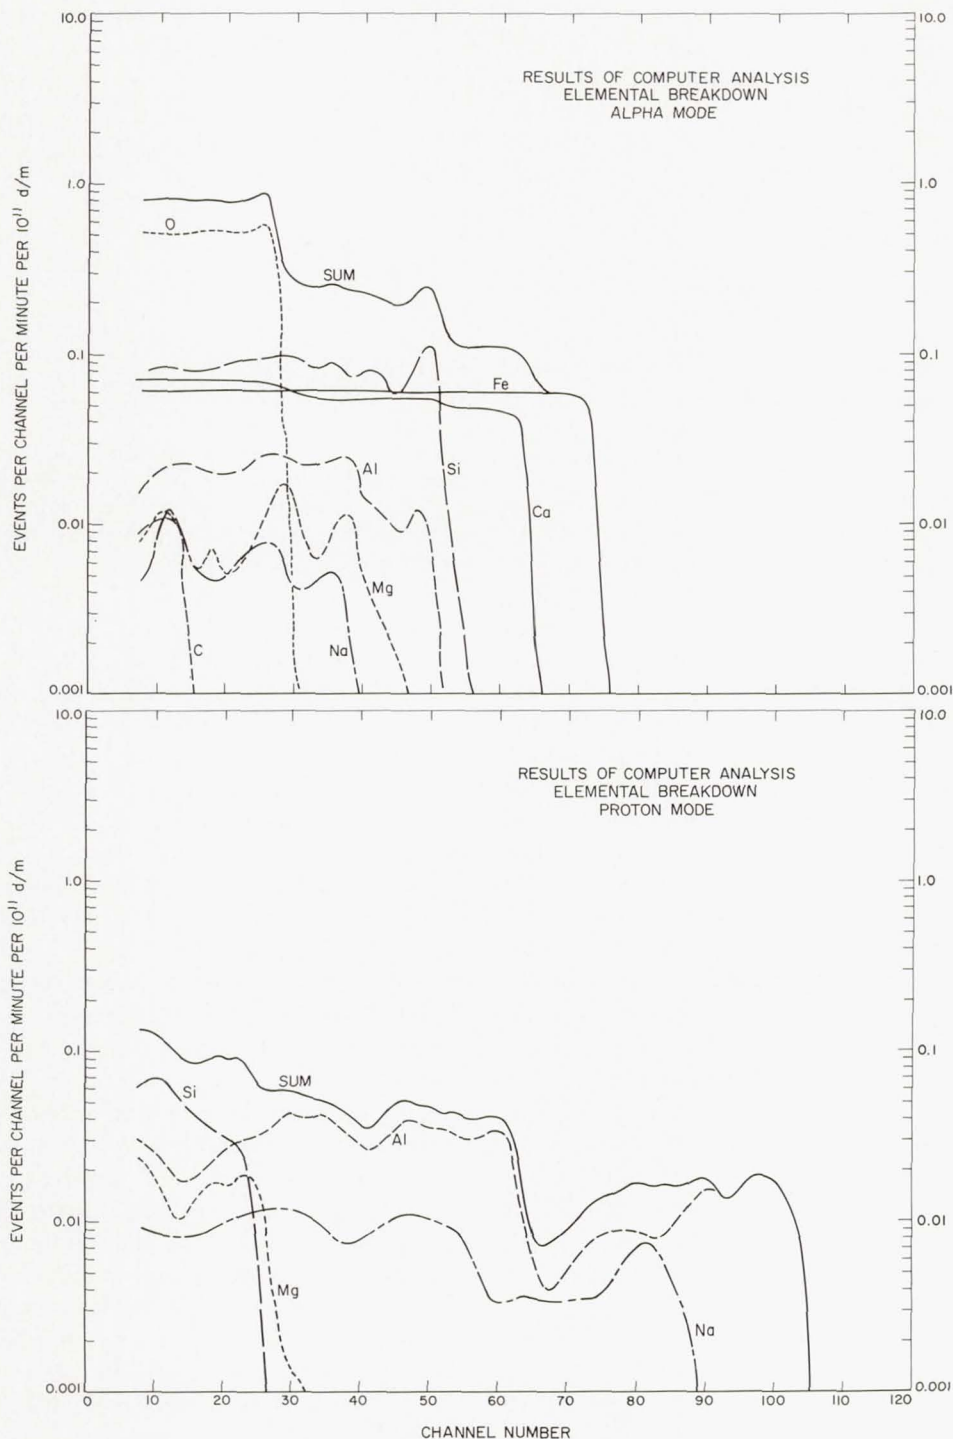 RESULTS OF COMPUTER ANALYSIS
ELEMENTAL BREAKDOWN
ALPHA MODE
EVENTS PER CHANNEL PER MINUTE PER 10¹¹ d/m
10.0
1.0
0.1
0.01
0.001
10.0
1.0
0.1
0.01
0.001
O
SUM
Fe
Al
Si
Ca
Mg
C
Na
RESULTS OF COMPUTER ANALYSIS
ELEMENTAL BREAKDOWN
PROTON MODE
EVENTS PER CHANNEL PER MINUTE PER 10¹¹ d/m
10.0
1.0
0.1
0.01
0.001
10.0
1.0
0.1
0.01
0.001
Si
SUM
Al
Mg
Na
0 10 20 30 40 50 60 70 80 90 100 110 120
CHANNEL NUMBER